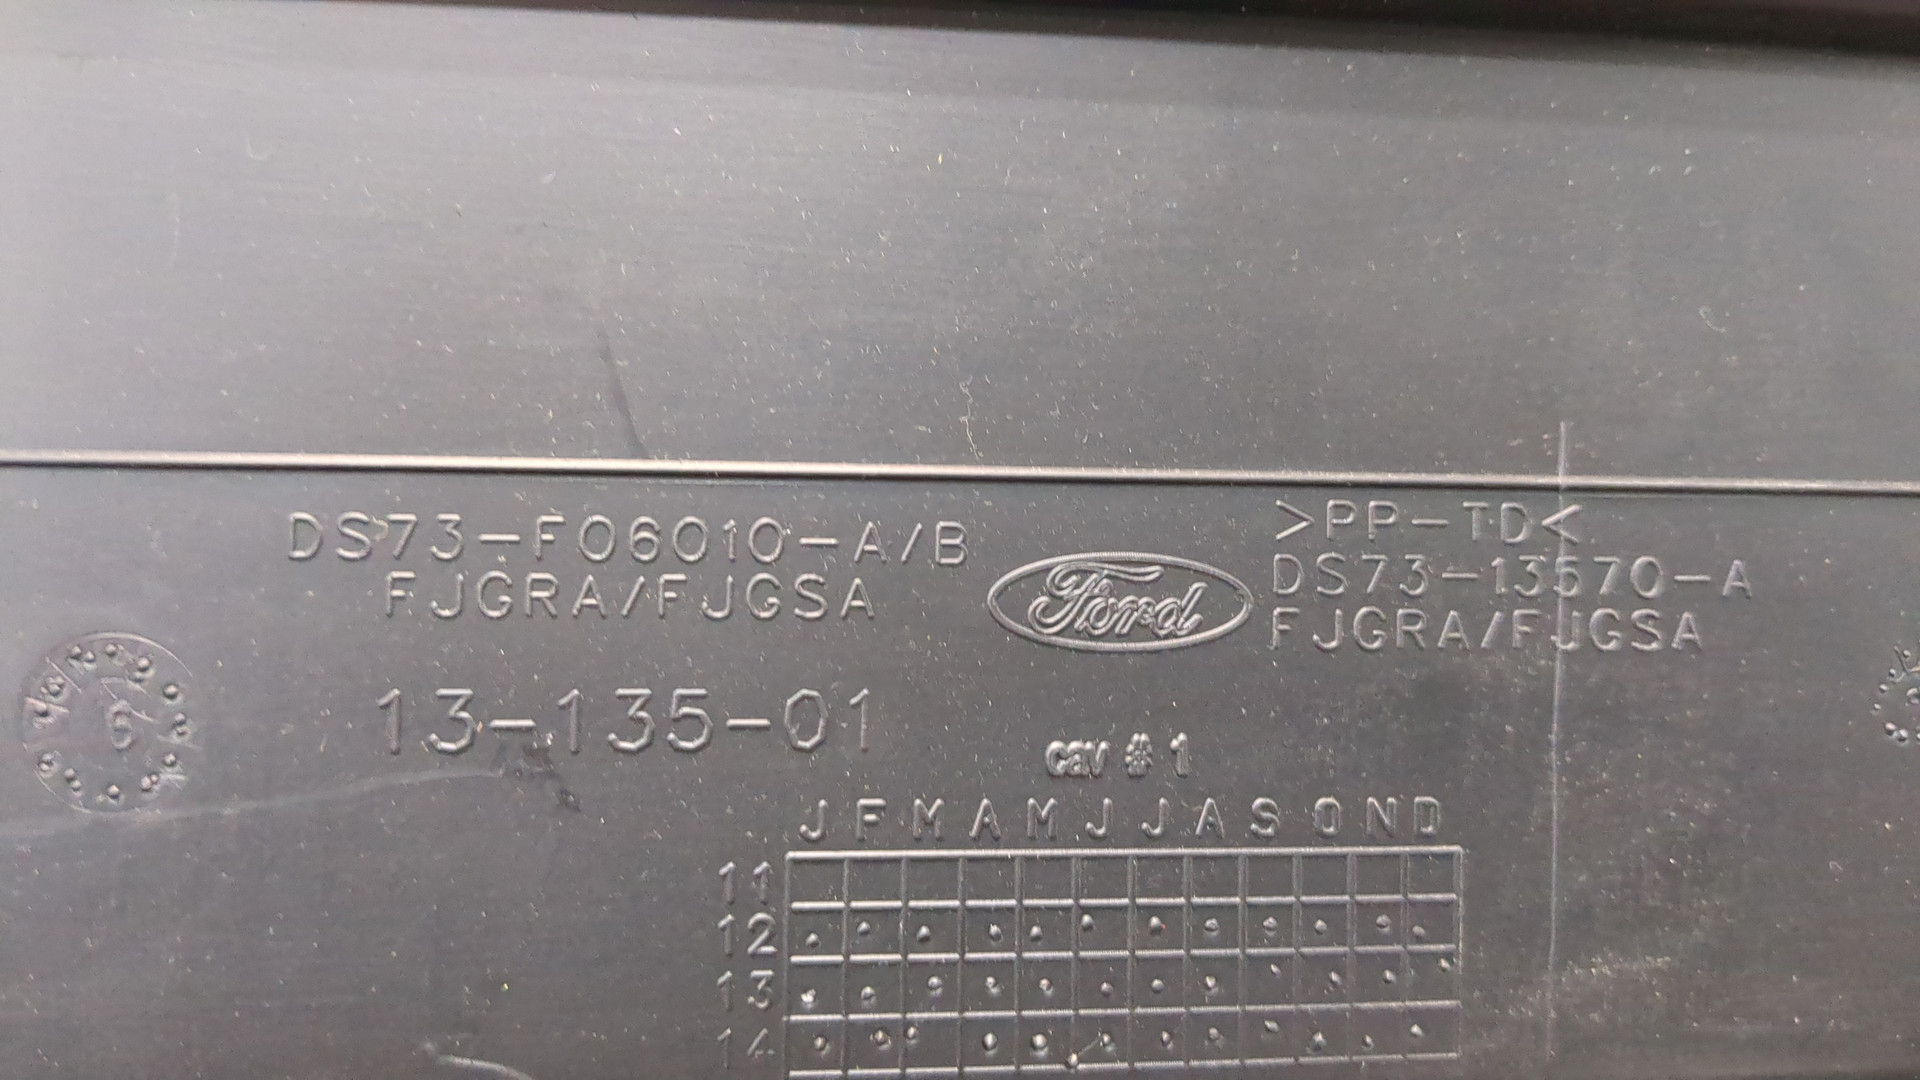 DS73-F06010-A/B
FJGRA/FJGSA
13-135-01
Ford
>PP-TD<
DS73-13570-A
FJGRA/FJGSA
cav # 1
J F M A M J J A S O N D
11
12
13
14
6